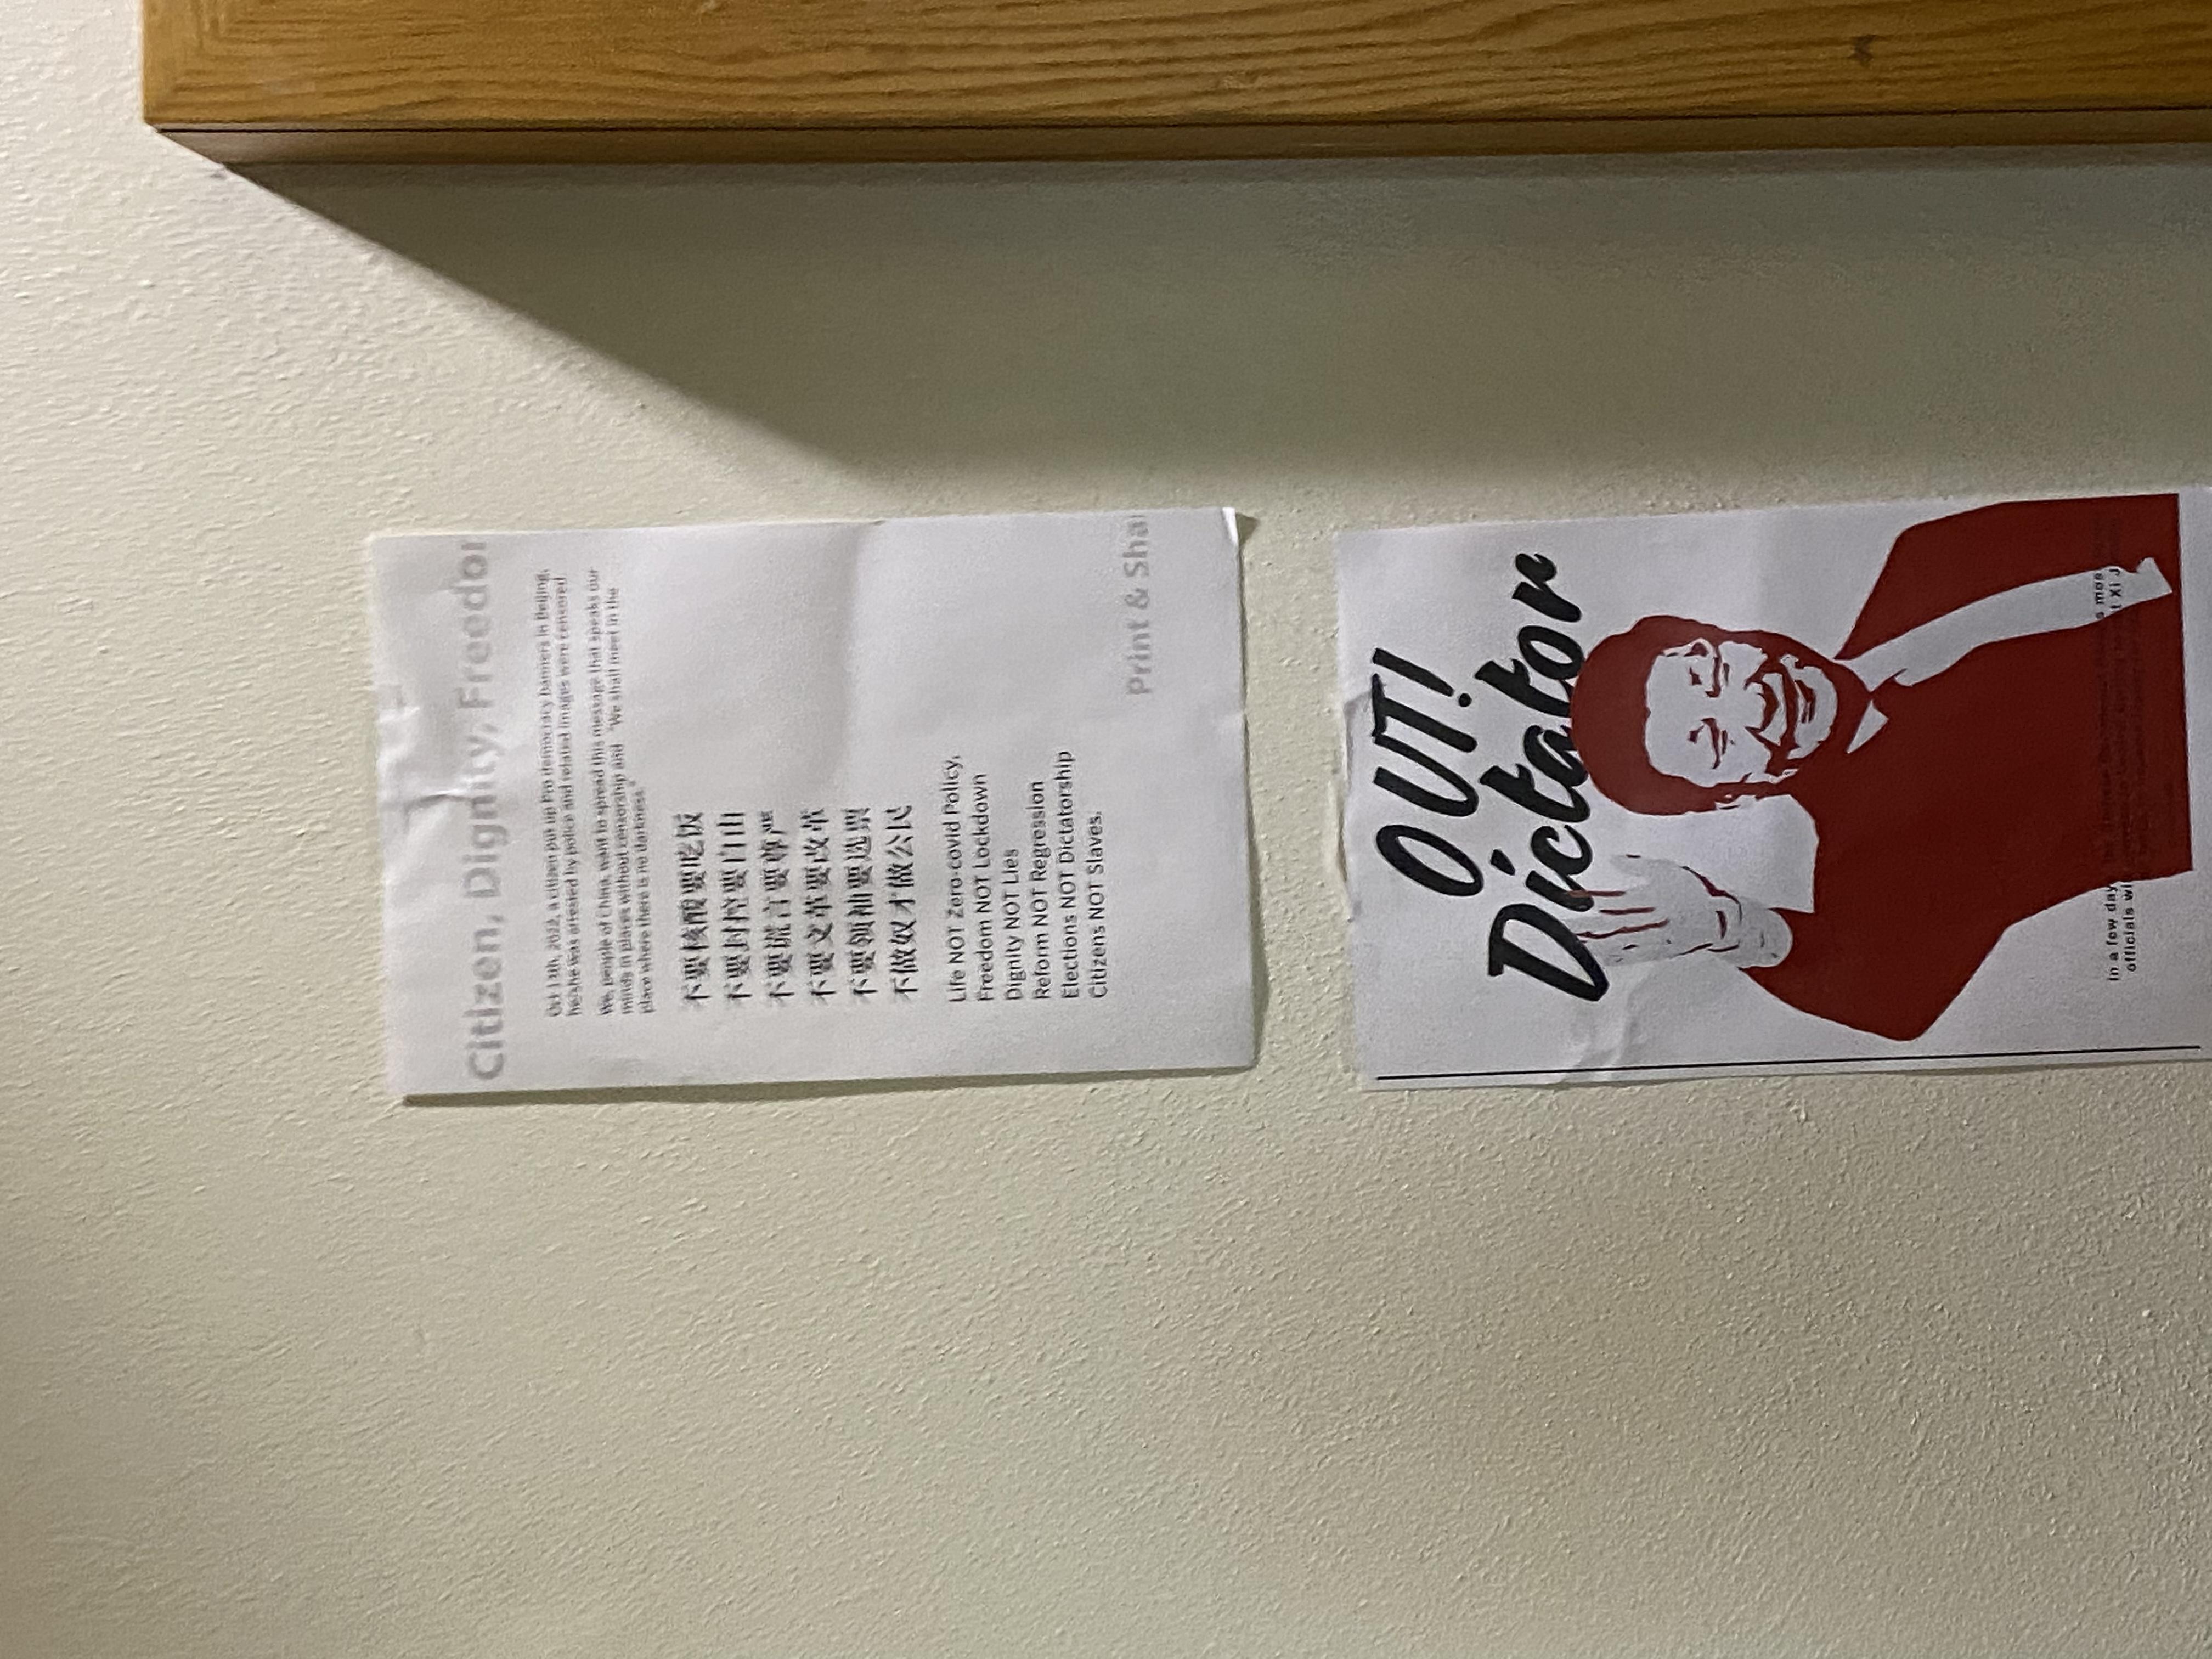 Citizen, Dignity, Freedom
Oct 13th, 2022, a citizen put up Pro democracy banners in Beijing,
he/she was arrested by police and related images were censored
We, people of China, want to spread this message that speaks our
minds in places without censorship and "We shall meet in the
place where there is no darkness"
不要核酸要吃饭
不要封控要自由
不要谎言要尊严
不要文革要改革
不要领袖要选票
不做奴才做公民
Life NOT Zero-covid Policy,
Freedom NOT Lockdown
Dignity NOT Lies
Reform NOT Regression
Elections NOT Dictatorship
Citizens NOT Slaves.
Print & Sha
OUT!
Dictator
in a few day
officials wi
t Xi J